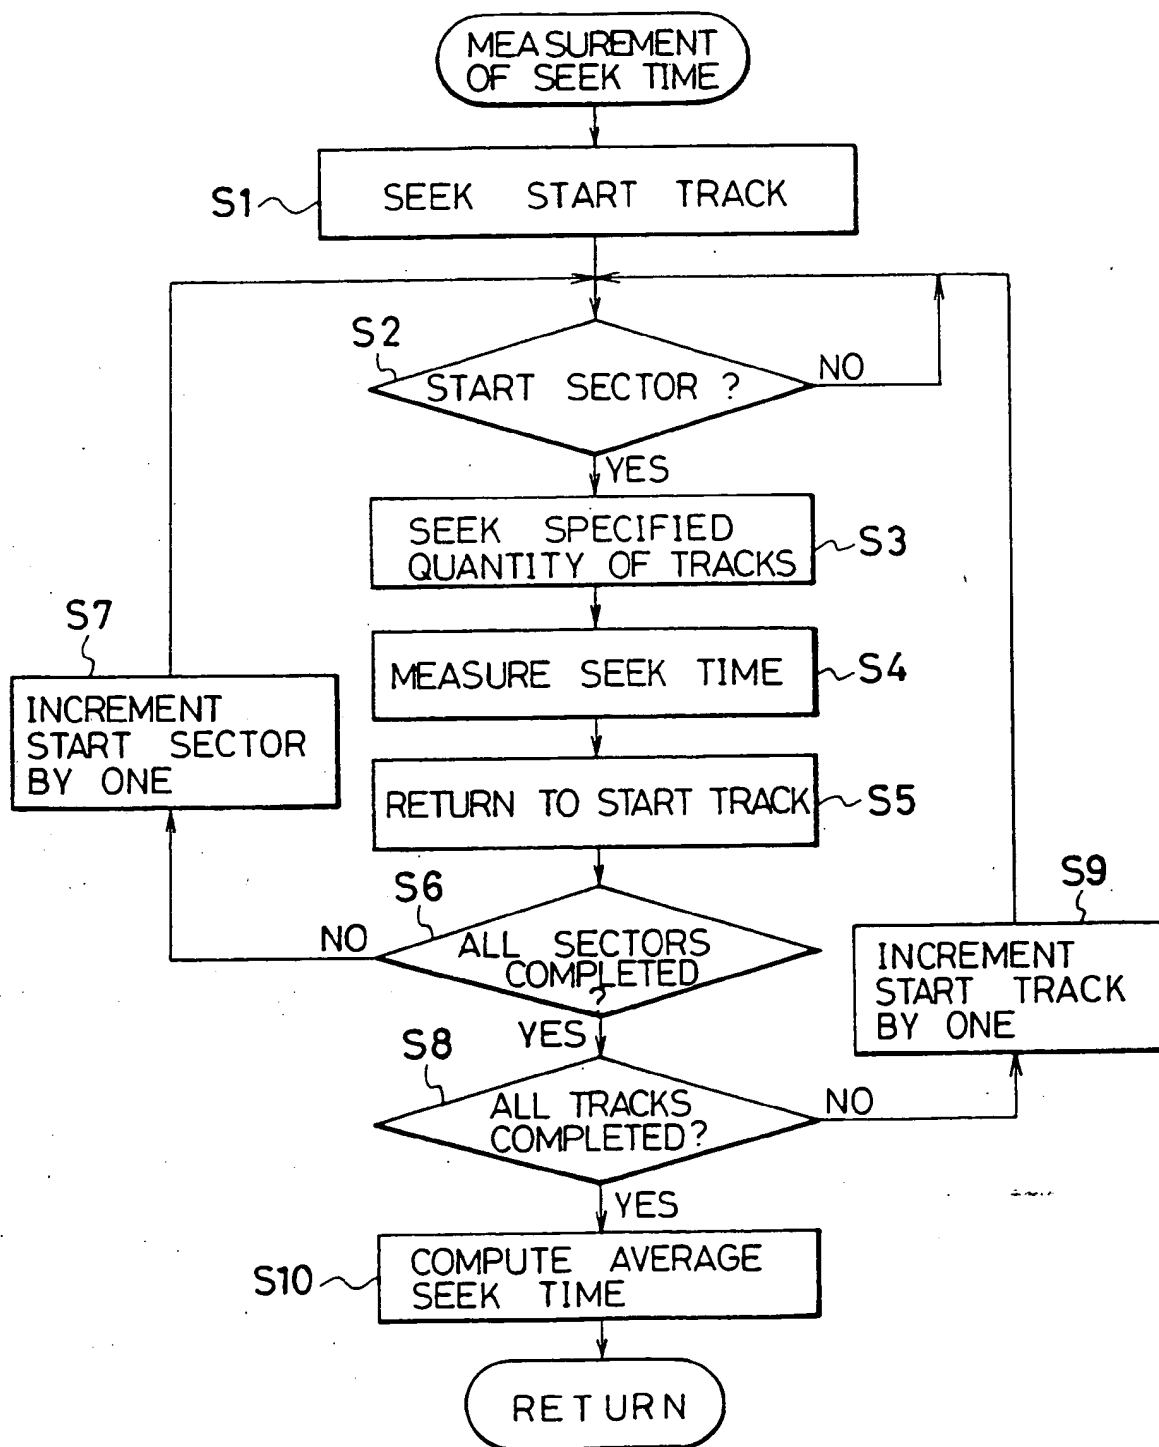 MEASUREMENT
OF SEEK TIME
S1
SEEK START TRACK
S2
START SECTOR ?
NO
YES
SEEK SPECIFIED
QUANTITY OF TRACKS
S3
S7
INCREMENT
START SECTOR
BY ONE
MEASURE SEEK TIME
S4
RETURN TO START TRACK
S5
S6
NO
ALL SECTORS
COMPLETED
?
YES
S9
INCREMENT
START TRACK
BY ONE
S8
ALL TRACKS
COMPLETED?
NO
YES
S10
COMPUTE AVERAGE
SEEK TIME
RETURN